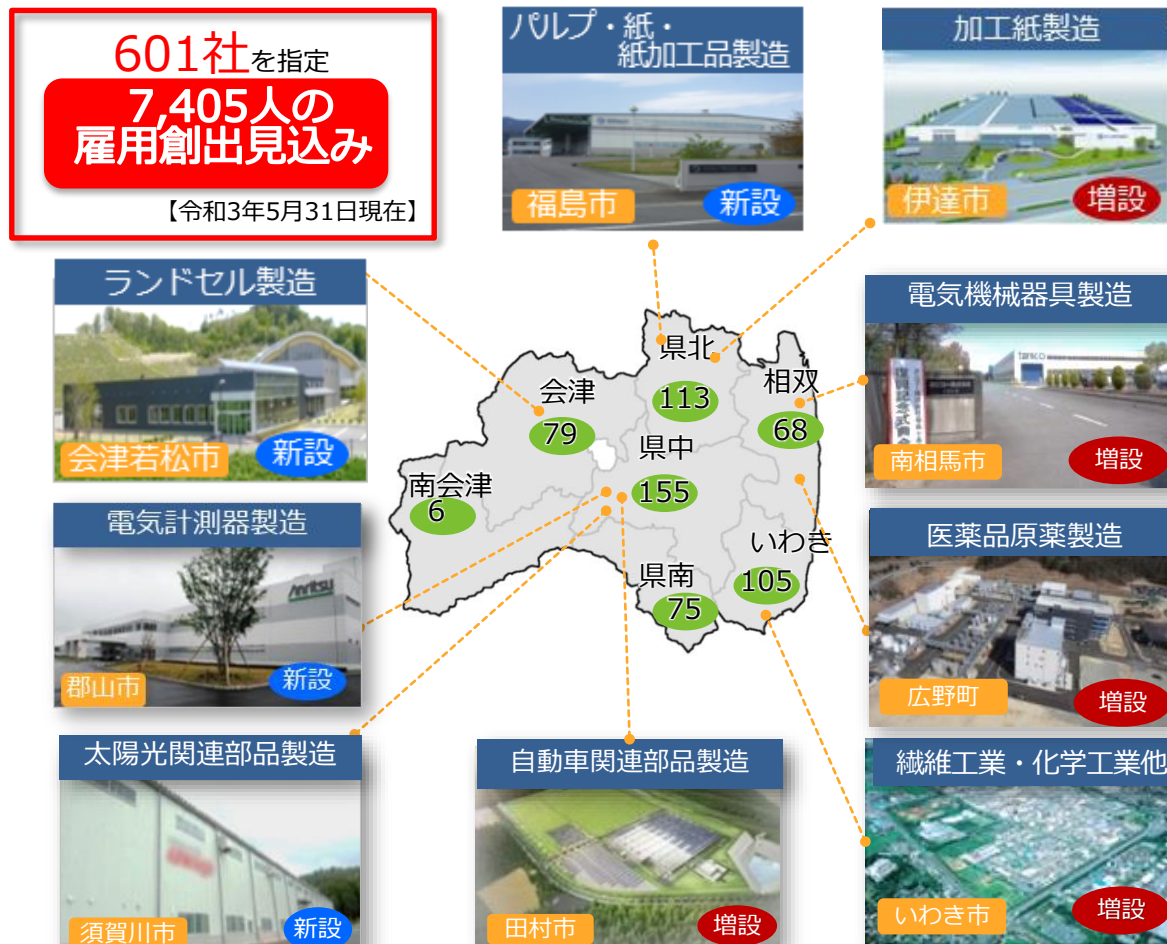 601社を指定
7,405人の
雇用創出見込み
【令和3年5月31日現在】
パルプ・紙・
紙加工品製造
福島市
新設
加工紙製造
伊達市
増設
ランドセル製造
会津若松市
新設
電気機械器具製造
tanco
復興記念式典会
南相馬市
増設
県北
113
会津
79
相双
68
県中
155
南会津
6
いわき
105
県南
75
電気計測器製造
Anritsu
郡山市
新設
医薬品原薬製造
広野町
増設
太陽光関連部品製造
須賀川市
新設
自動車関連部品製造
田村市
増設
繊維工業・化学工業他
いわき市
増設